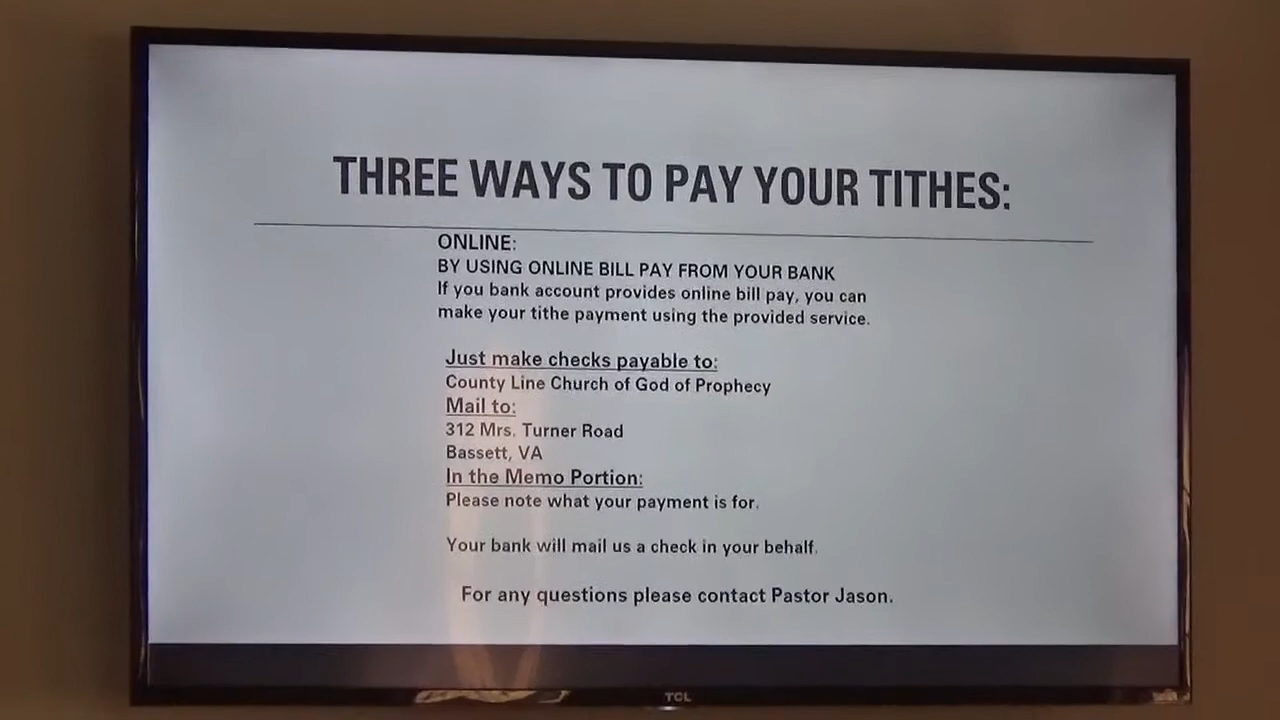 THREE WAYS TO PAY YOUR TITHES:
ONLINE:
BY USING ONLINE BILL PAY FROM YOUR BANK
If you bank account provides online bill pay, you can
make your tithe payment using the provided service.
Just make checks payable to:
County Line Church of God of Prophecy
Mail to:
312 Mrs. Turner Road
Bassett, VA
In the Memo Portion:
Please note what your payment is for.
Your bank will mail us a check in your behalf.
For any questions please contact Pastor Jason.
TCL